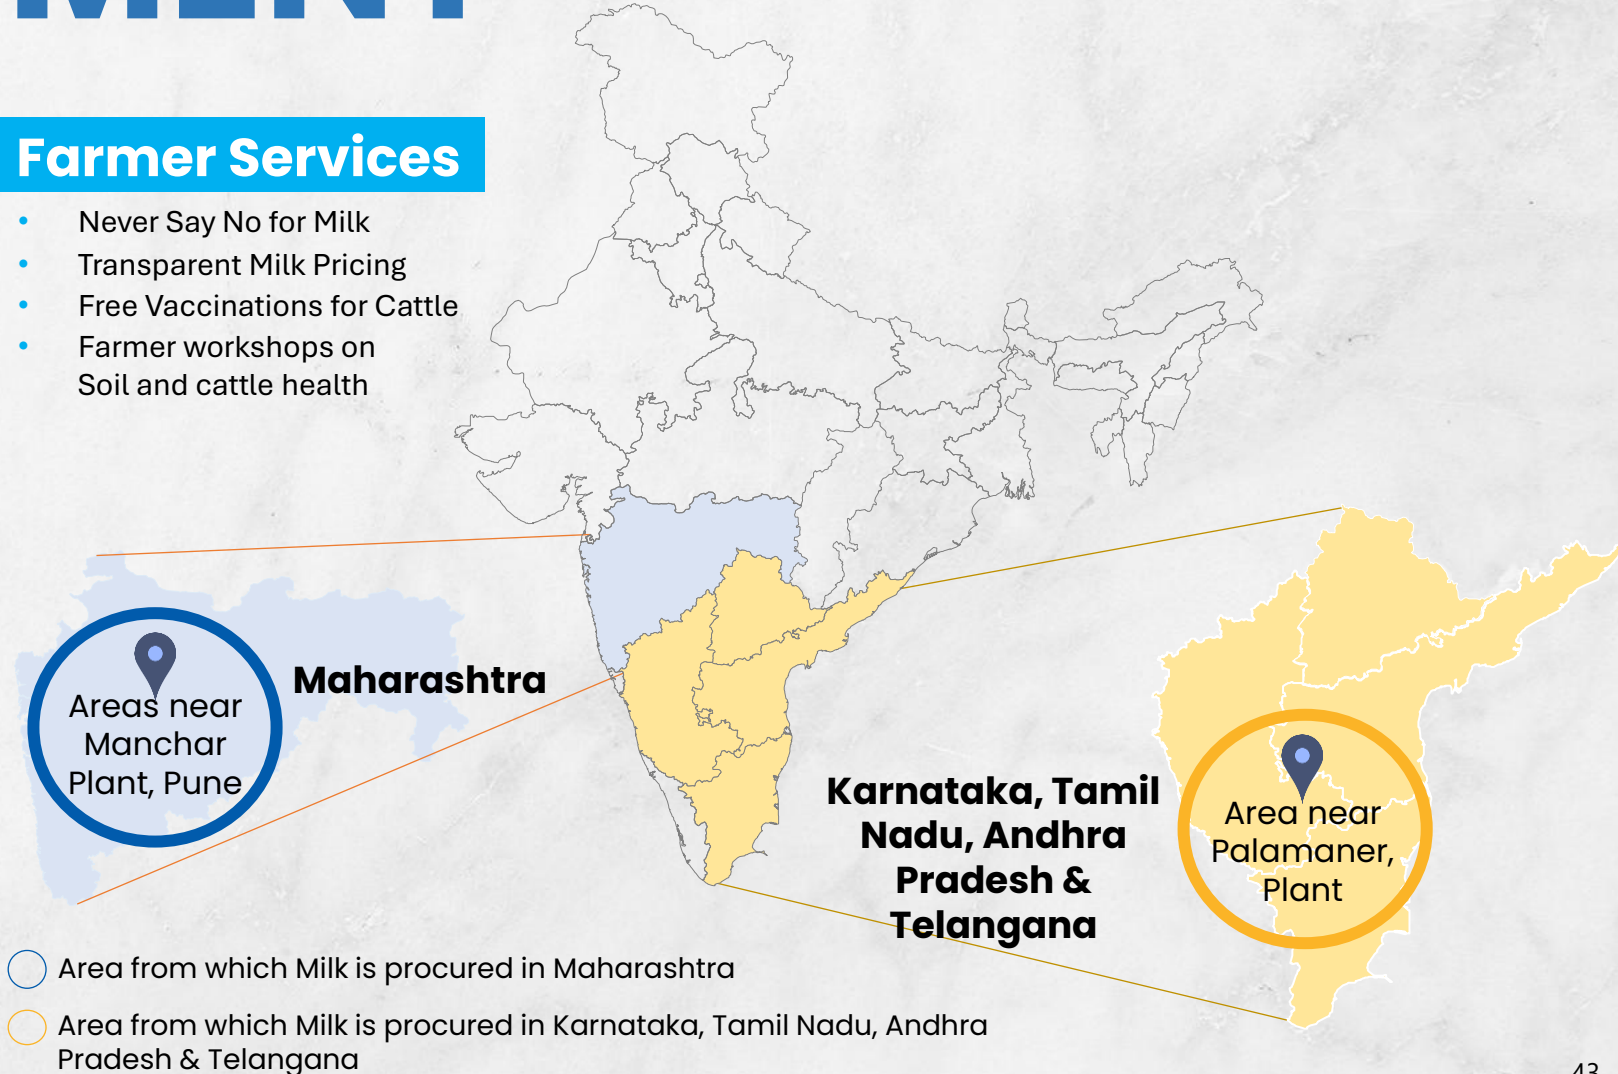 MENT
Farmer Services
• Never Say No for Milk
• Transparent Milk Pricing
• Free Vaccinations for Cattle
• Farmer workshops on
Soil and cattle health
Maharashtra
Areas near
Manchar
Plant, Pune
Karnataka, Tamil
Nadu, Andhra
Pradesh &
Telangana
Area near
Palamaner,
Plant
Area from which Milk is procured in Maharashtra
Area from which Milk is procured in Karnataka, Tamil Nadu, Andhra
Pradesh & Telangana
43